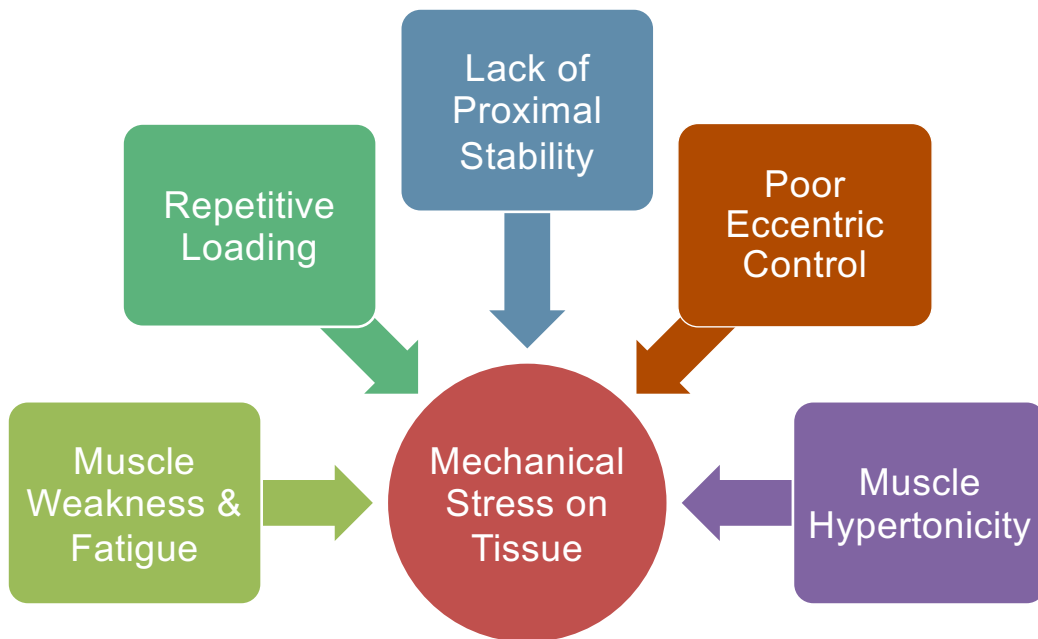 Lack of
Proximal
Stability
Repetitive
Loading
Poor
Eccentric
Control
Muscle
Weakness &
Fatigue
Mechanical
Stress on
Tissue
Muscle
Hypertonicity